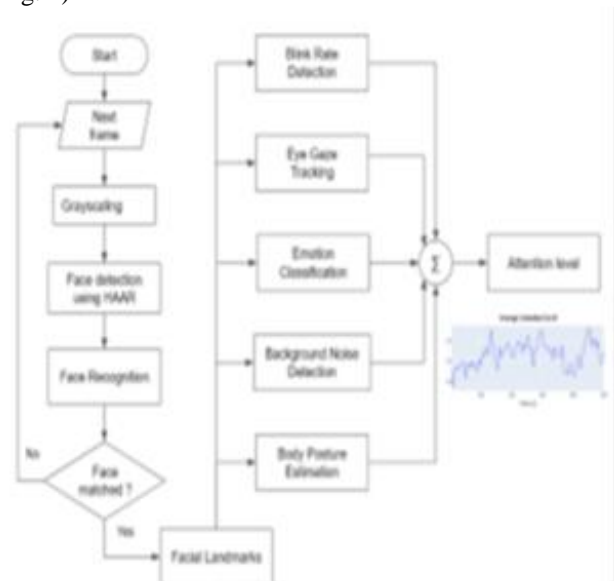 Start
Next
frame
Grayscaling
Face detection
using HAAR
Face Recognition
No
Face
matched ?
Yes
Facial Landmarks
Blink Rate
Detection
Eye Gaze
Tracking
Emotion
Classification
Background Noise
Detection
Body Posture
Estimation
Σ
Attention level